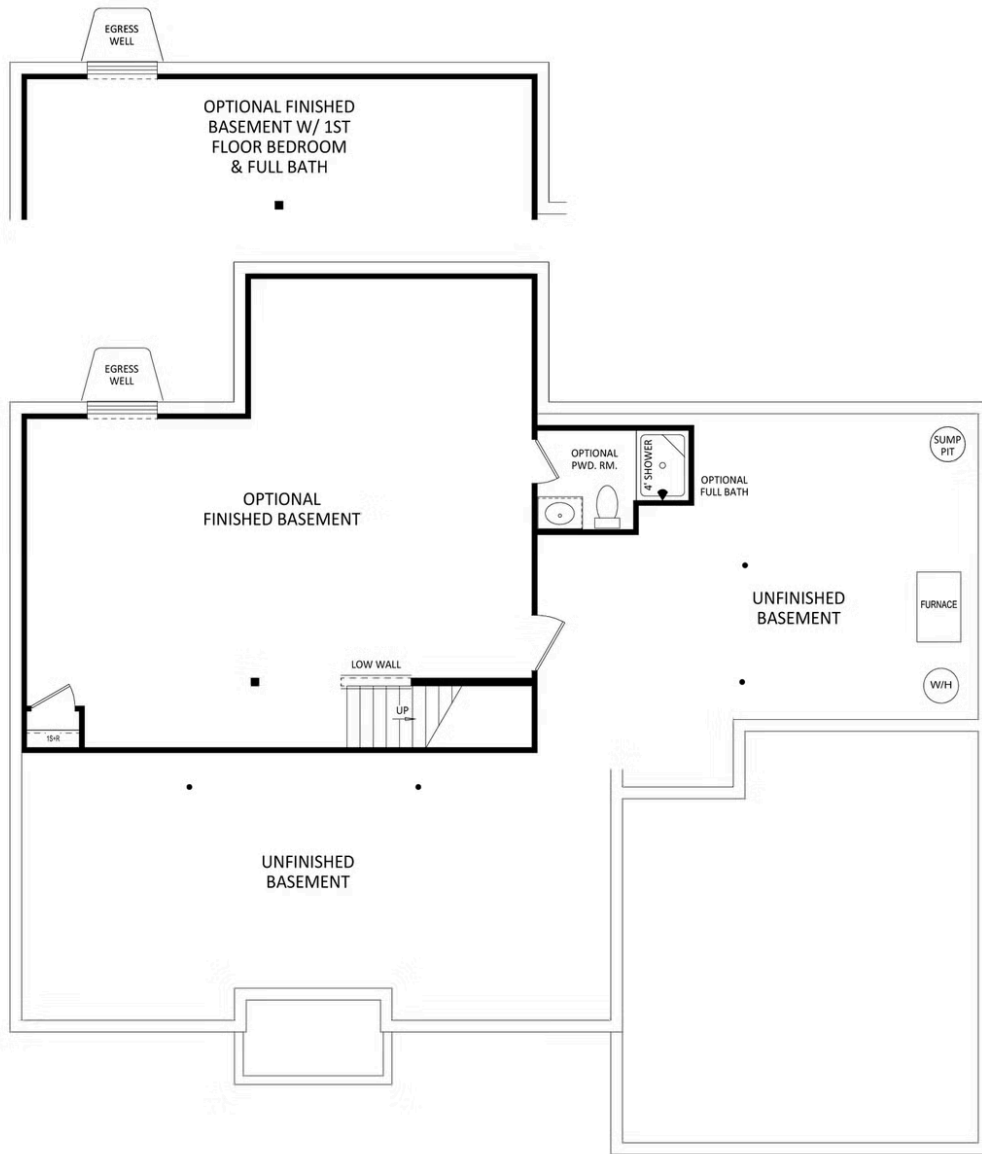 EGRESS
WELL
OPTIONAL FINISHED
BASEMENT W/ 1ST
FLOOR BEDROOM
& FULL BATH
EGRESS
WELL
OPTIONAL
FINISHED BASEMENT
OPTIONAL
PWD. RM.
4' SHOWER
OPTIONAL
FULL BATH
SUMP
PIT
UNFINISHED
BASEMENT
FURNACE
W/H
LOW WALL
UP
UNFINISHED
BASEMENT